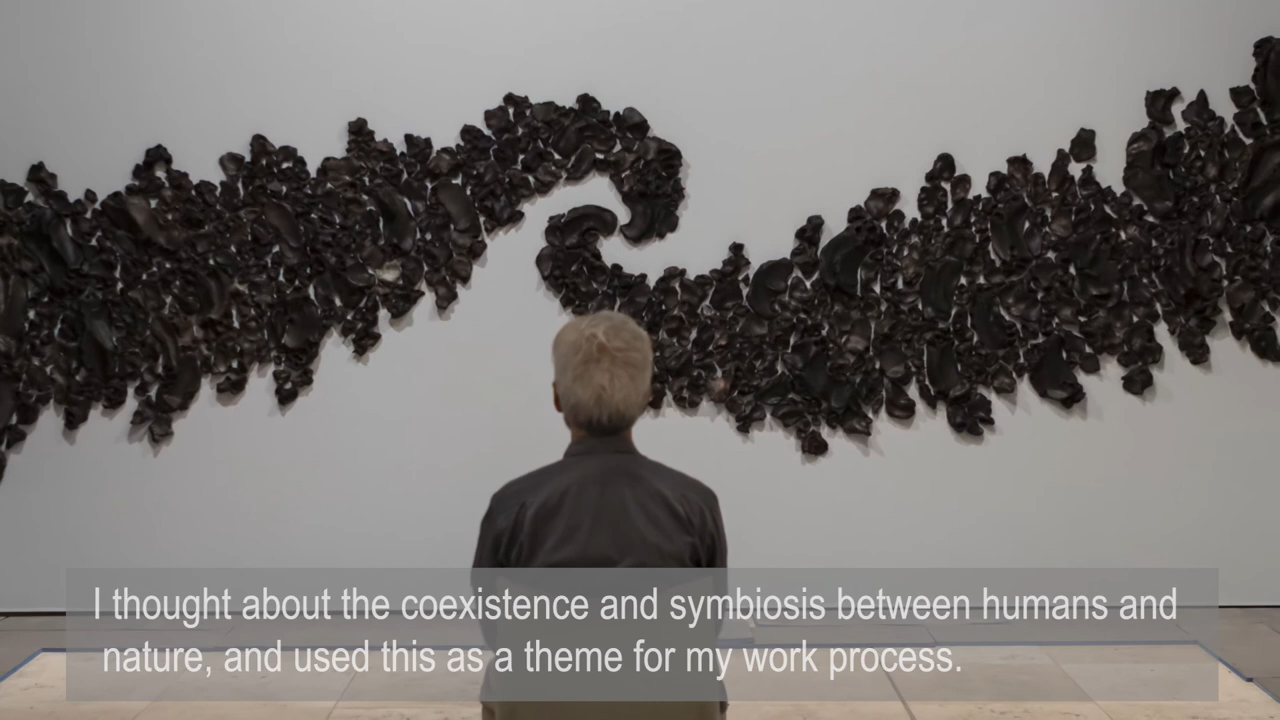 I thought about the coexistence and symbiosis between humans and
nature, and used this as a theme for my work process.